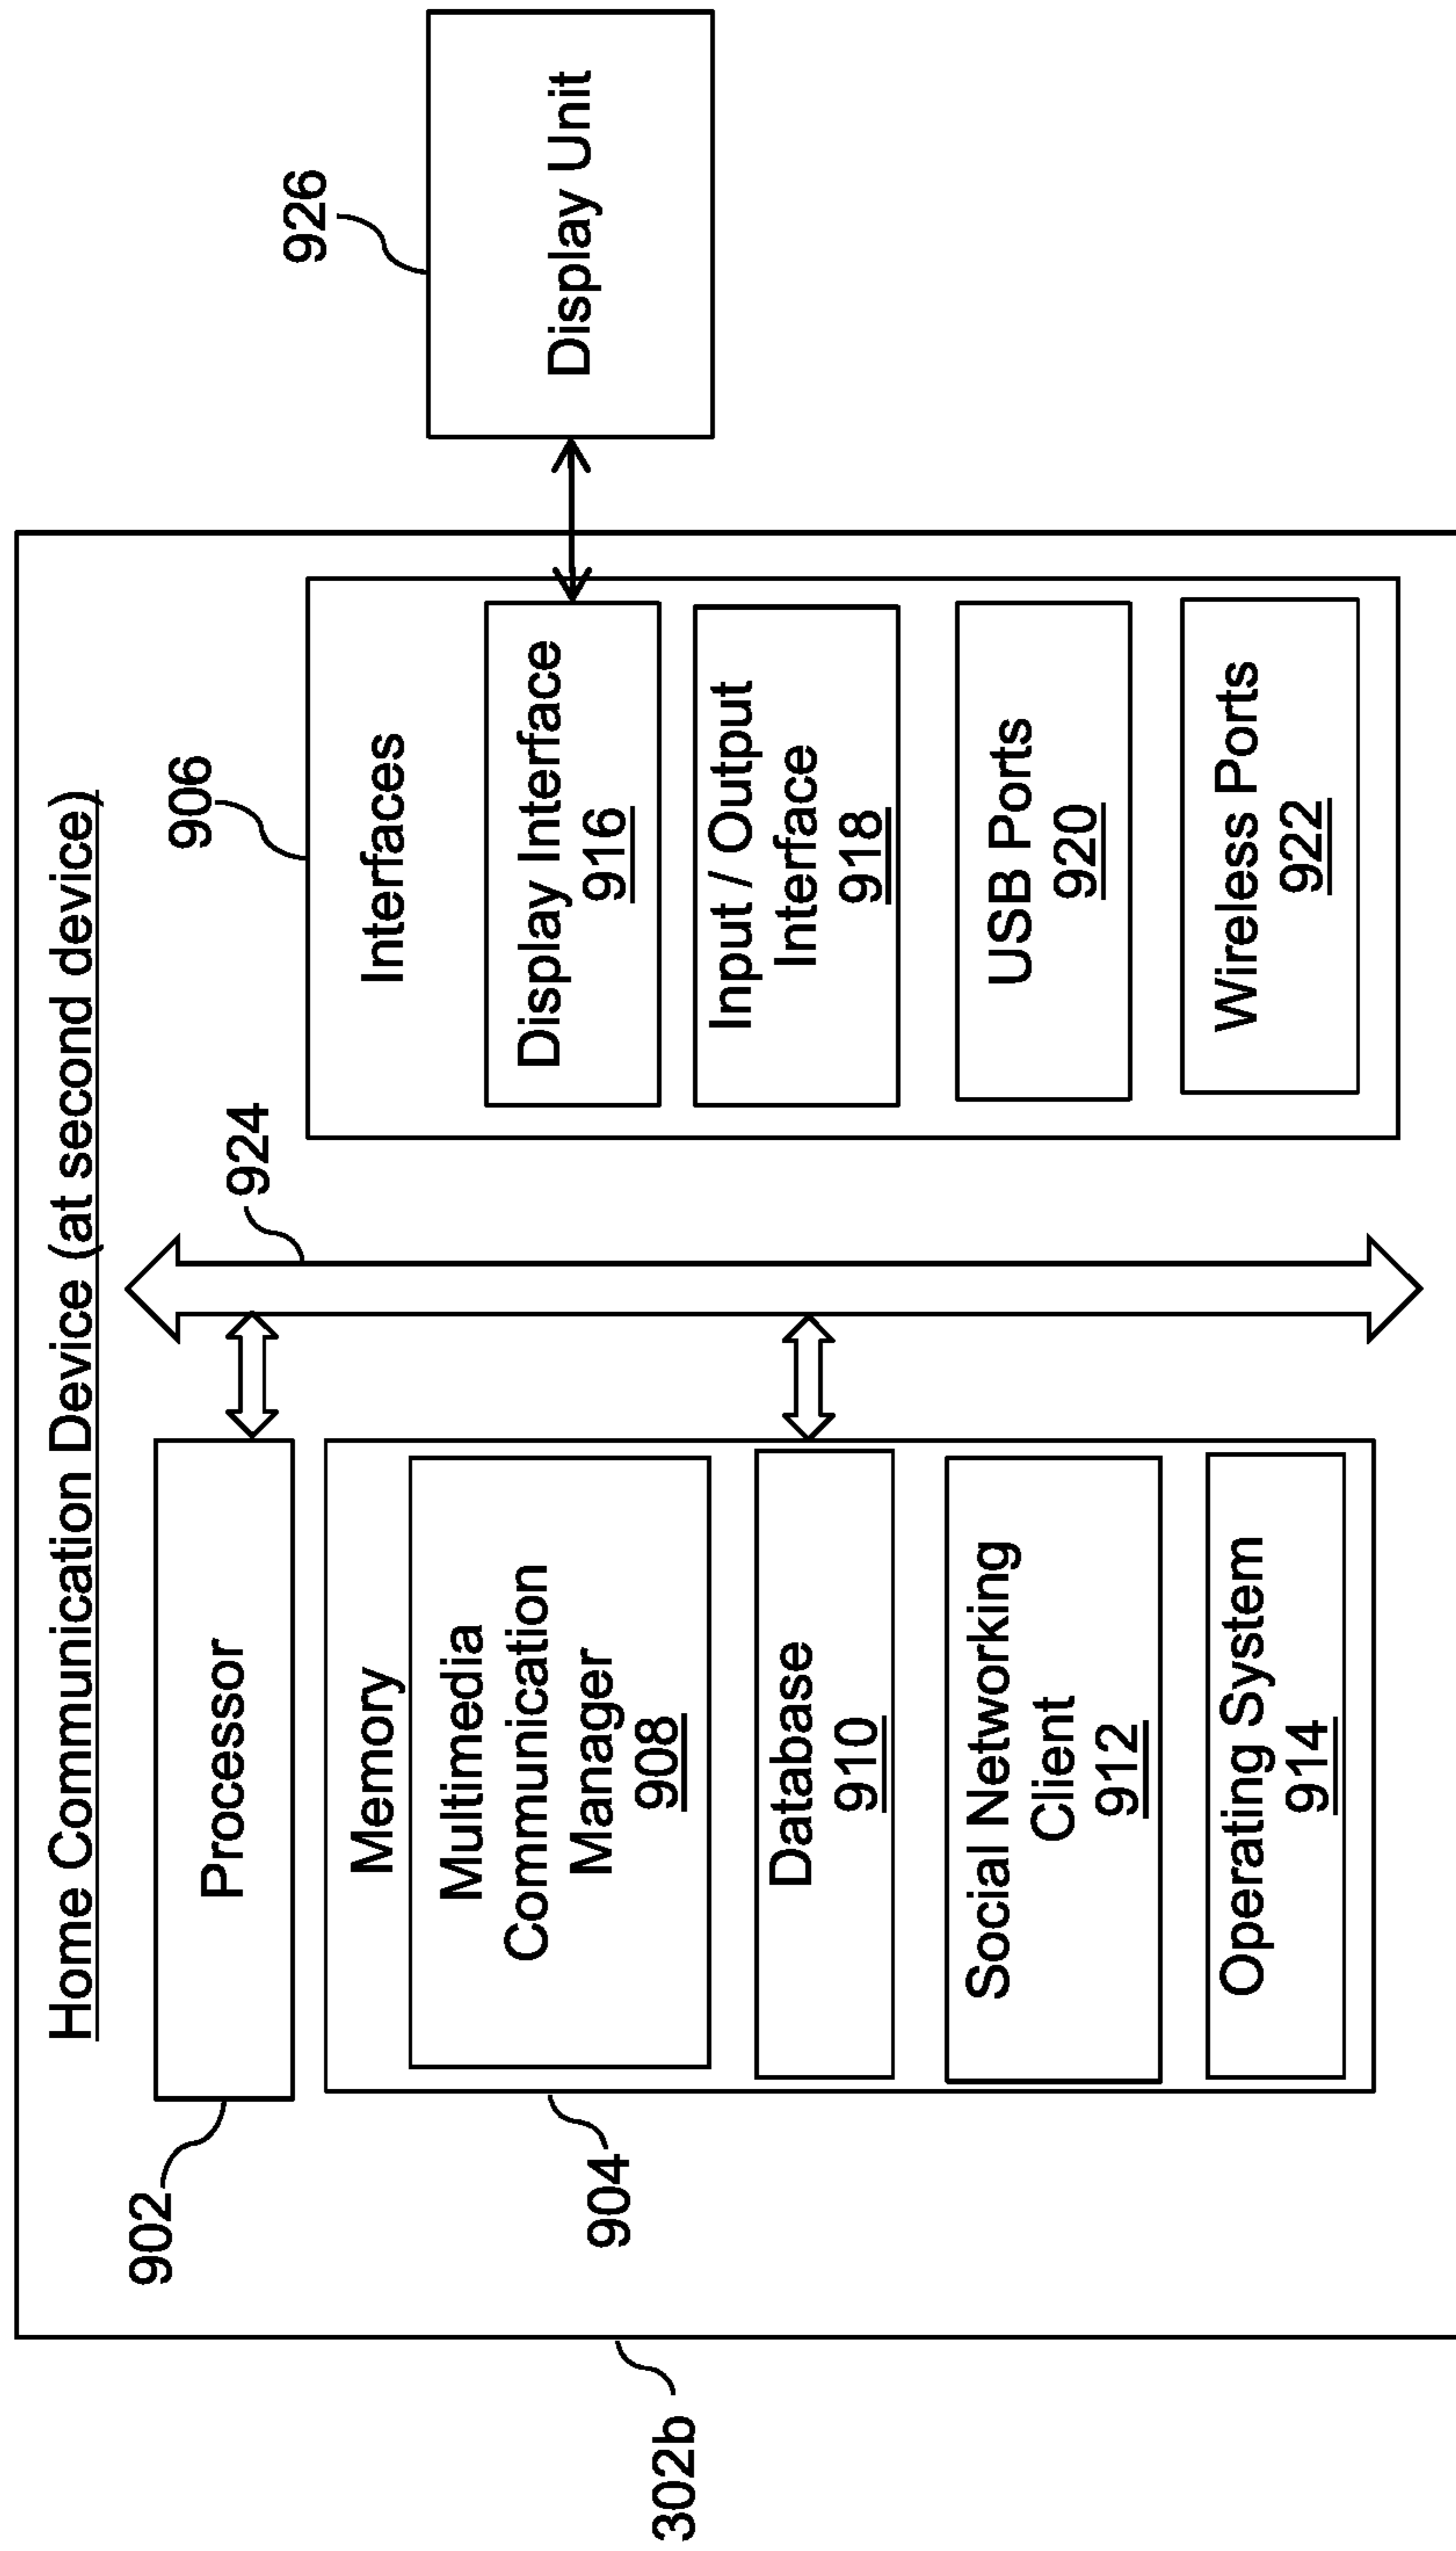 Home Communication Device (at second device)
902
Processor
904
Memory
Multimedia
Communication
Manager
908
Database
910
Social Networking
Client
912
Operating System
914
302b
924
906
Interfaces
Display Interface
916
Input / Output
Interface
918
USB Ports
920
Wireless Ports
922
926
Display Unit